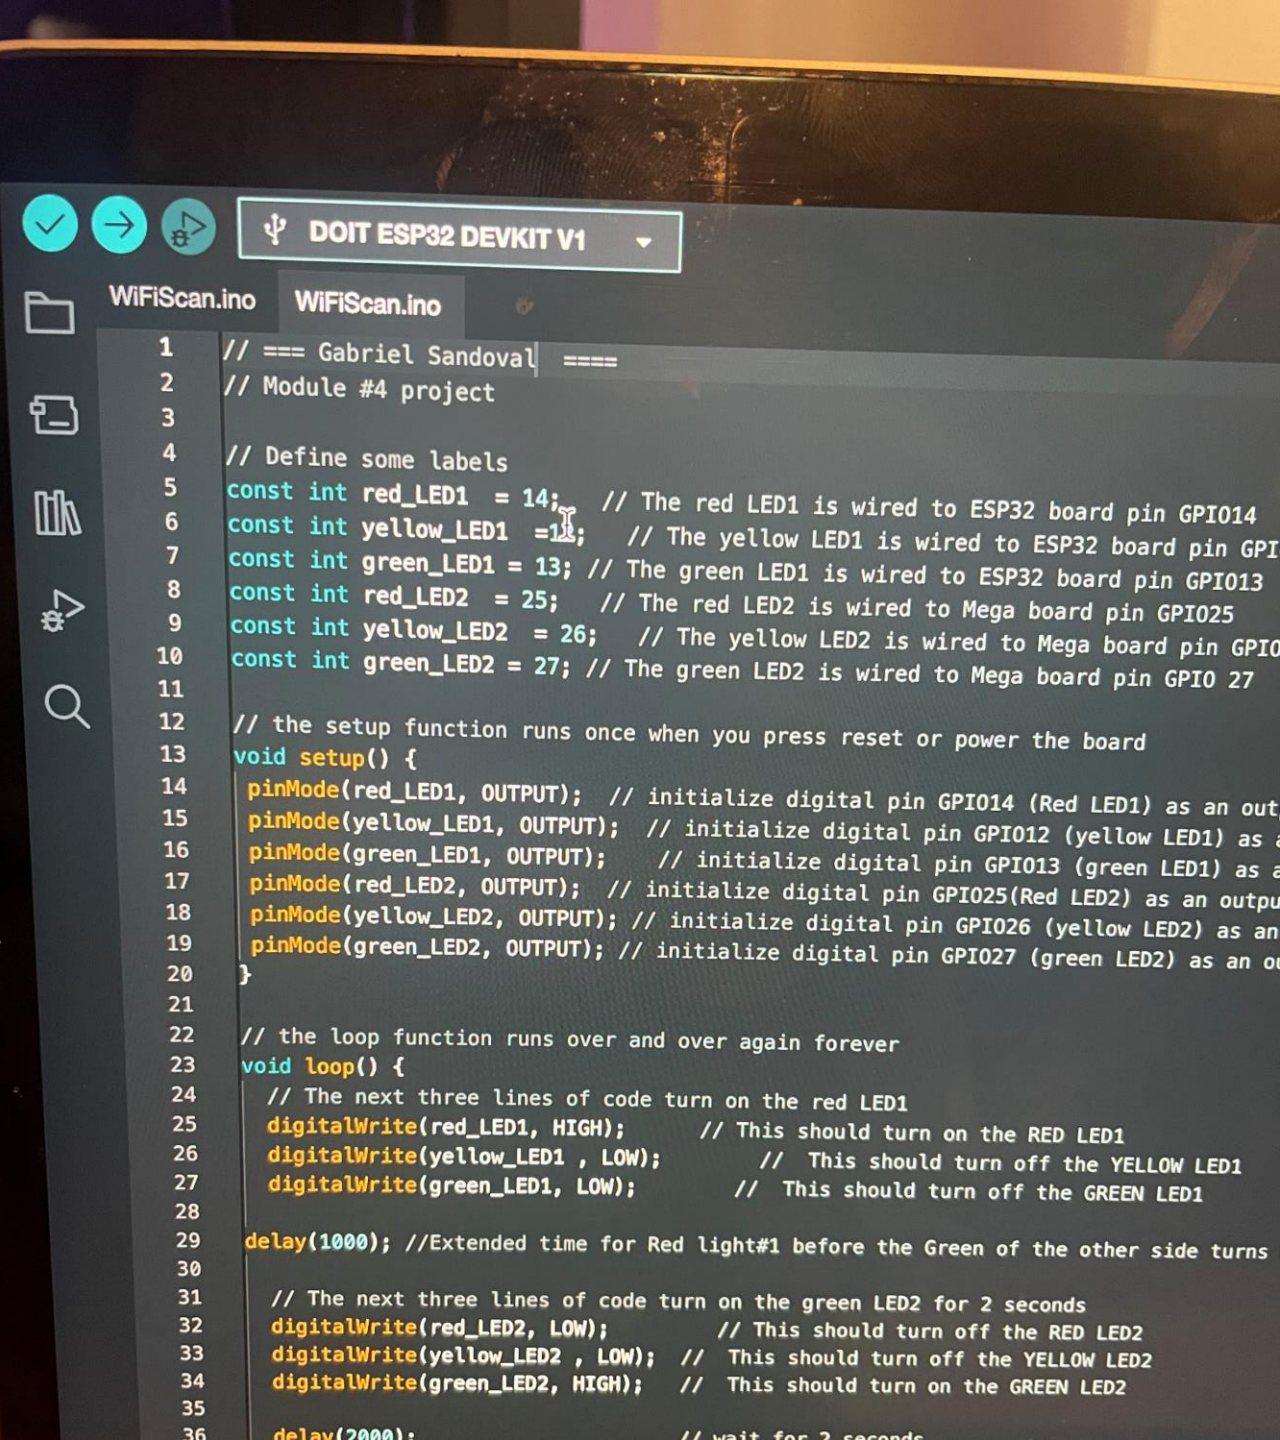 DOIT ESP32 DEVKIT V1
WiFiScan.ino
WiFiScan.ino
1 // === Gabriel Sandoval ====
2 // Module #4 project
3
4 // Define some labels
5 const int red_LED1 = 14; // The red LED1 is wired to ESP32 board pin GPIO14
6 const int yellow_LED1 =1 ; // The yellow LED1 is wired to ESP32 board pin GPI
7 const int green_LED1 = 13; // The green LED1 is wired to ESP32 board pin GPIO13
8 const int red_LED2 = 25; // The red LED2 is wired to Mega board pin GPIO25
9 const int yellow_LED2 = 26; // The yellow LED2 is wired to Mega board pin GPIO
10 const int green_LED2 = 27; // The green LED2 is wired to Mega board pin GPIO 27
11
12 // the setup function runs once when you press reset or power the board
13 void setup() {
14 pinMode(red_LED1, OUTPUT); // initialize digital pin GPIO14 (Red LED1) as an out
15 pinMode(yellow_LED1, OUTPUT); // initialize digital pin GPIO12 (yellow LED1) as
16 pinMode(green_LED1, OUTPUT); // initialize digital pin GPIO13 (green LED1) as a
17 pinMode(red_LED2, OUTPUT); // initialize digital pin GPIO25(Red LED2) as an outpu
18 pinMode(yellow_LED2, OUTPUT); // initialize digital pin GPIO26 (yellow LED2) as an
19 pinMode(green_LED2, OUTPUT); // initialize digital pin GPIO27 (green LED2) as an ou
20 }
21
22 // the loop function runs over and over again forever
23 void loop() {
24 // The next three lines of code turn on the red LED1
25 digitalWrite(red_LED1, HIGH); // This should turn on the RED LED1
26 digitalWrite(yellow_LED1 , LOW); // This should turn off the YELLOW LED1
27 digitalWrite(green_LED1, LOW); // This should turn off the GREEN LED1
28
29 delay(1000); //Extended time for Red light#1 before the Green of the other side turns
30
31 // The next three lines of code turn on the green LED2 for 2 seconds
32 digitalWrite(red_LED2, LOW); // This should turn off the RED LED2
33 digitalWrite(yellow_LED2 , LOW); // This should turn off the YELLOW LED2
34 digitalWrite(green_LED2, HIGH); // This should turn on the GREEN LED2
35
36 delay(2000); // wait for 2 seconds